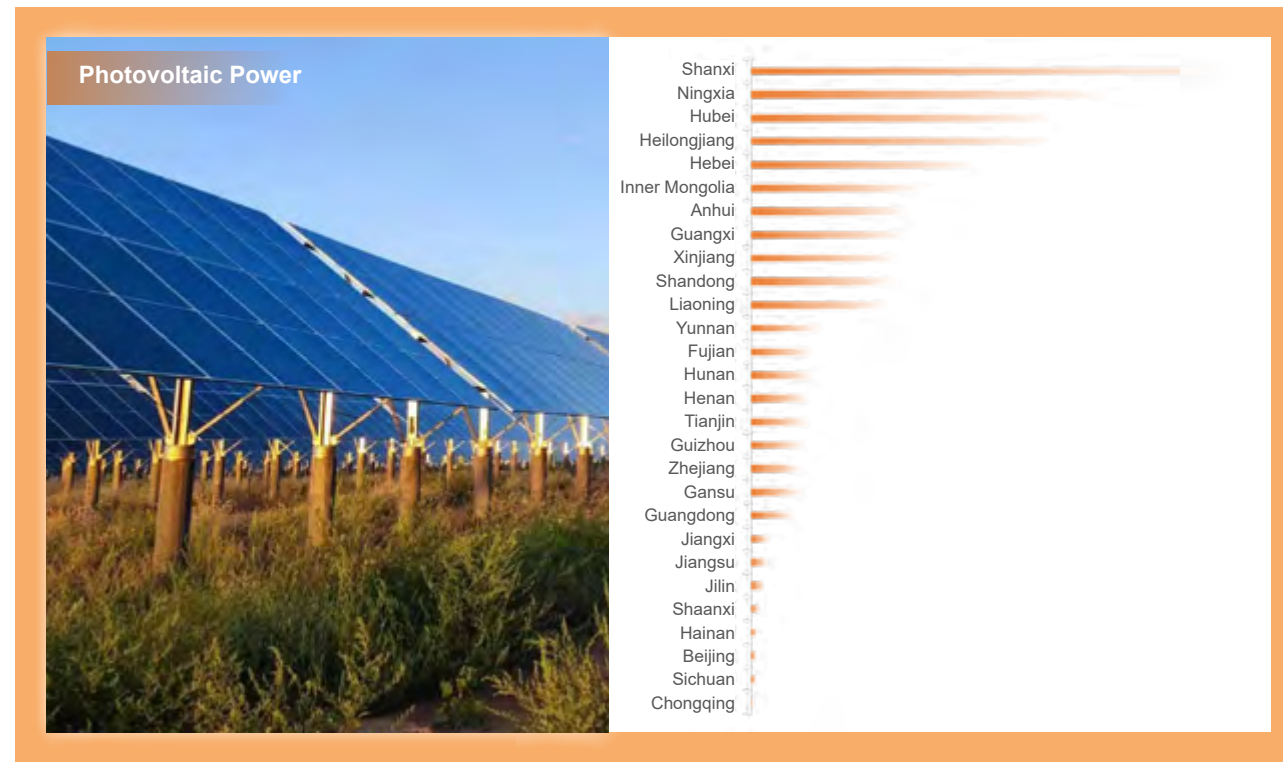 Photovoltaic Power
Shanxi
Ningxia
Hubei
Heilongjiang
Hebei
Inner Mongolia
Anhui
Guangxi
Xinjiang
Shandong
Liaoning
Yunnan
Fujian
Hunan
Henan
Tianjin
Guizhou
Zhejiang
Gansu
Guangdong
Jiangxi
Jiangsu
Jilin
Shaanxi
Hainan
Beijing
Sichuan
Chongqing